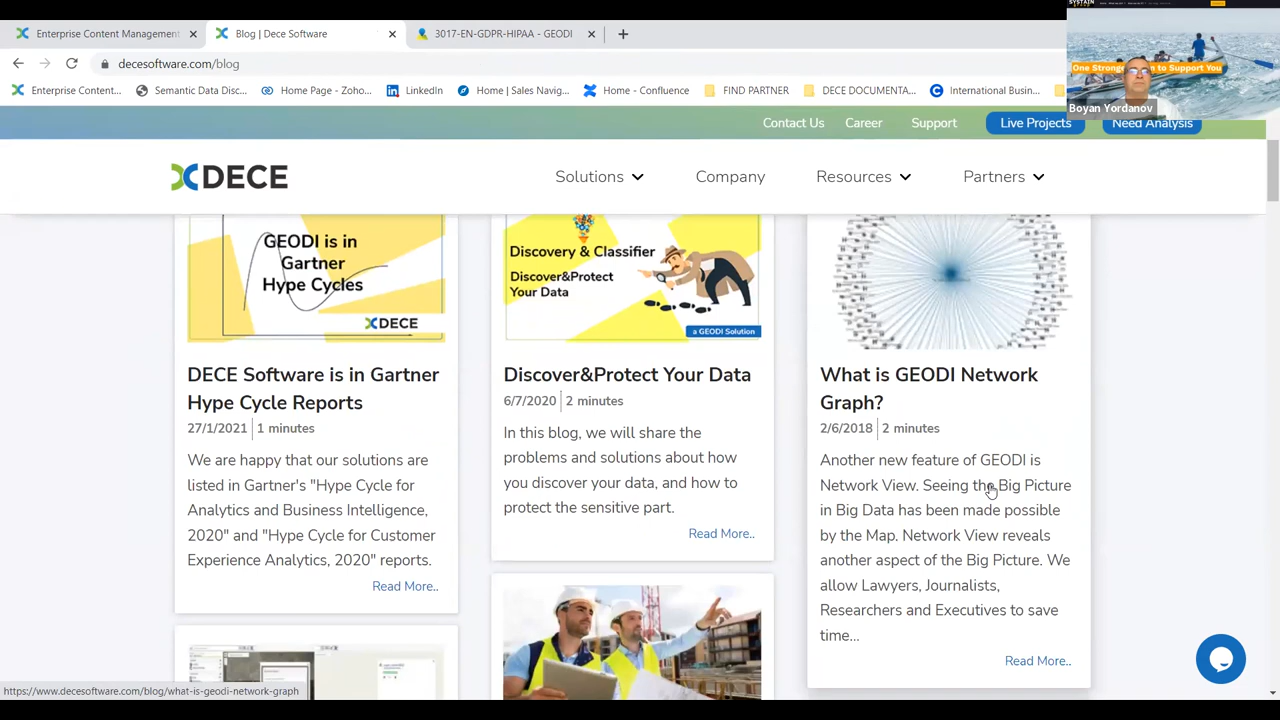 Enterprise Content Management
Blog | Dece Software
3017-EN-GDPR-HIPAA - GEODI
decesoftware.com/blog
Enterprise Content...
Home Page - Zoho...
Home - Confluence
FIND PARTNER
DECE DOCUMENTA...
International Busin...
SYSTAIN
One Strong
to Support You
Boyan Yordanov
Contact Us
Career
Support
Live Projects
Need Analysis
DECE
Solutions
Company
Resources
Partners
GEODI is in
Gartner
Hype Cycles
DECE
DECE Software is in Gartner
Hype Cycle Reports
27/1/2021 | 1 minutes
We are happy that our solutions are
listed in Gartner's "Hype Cycle for
Analytics and Business Intelligence,
2020" and "Hype Cycle for Customer
Experience Analytics, 2020" reports.
Read More..
Discovery & Classifier
Discover&Protect
Your Data
a GEODI Solution
Discover&Protect Your Data
6/7/2020 | 2 minutes
In this blog, we will share the
problems and solutions about how
you discover your data, and how to
protect the sensitive part.
Read More..
What is GEODI Network
Graph?
2/6/2018 | 2 minutes
Another new feature of GEODI is
Network View. Seeing the Big Picture
in Big Data has been made possible
by the Map. Network View reveals
another aspect of the Big Picture. We
allow Lawyers, Journalists,
Researchers and Executives to save
time...
Read More..
https://www.decesoftware.com/blog/what-is-geodi-network-graph